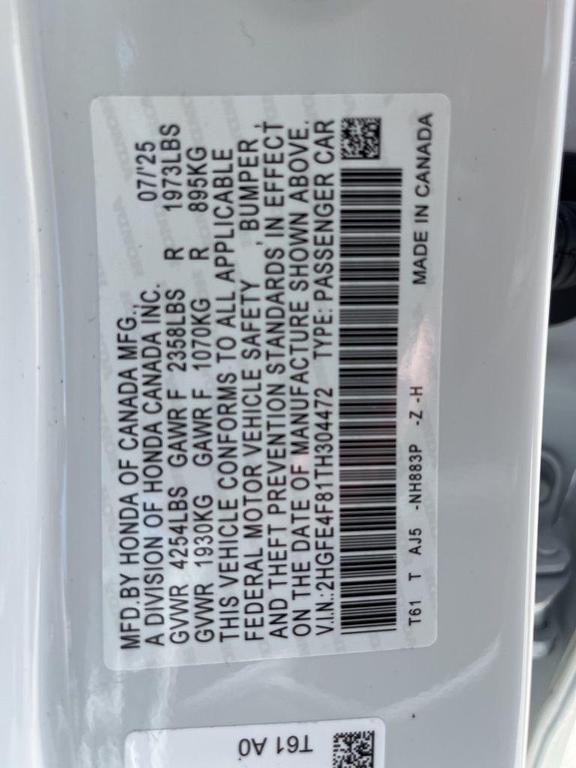 MFD.BY HONDA OF CANADA MFG., 07/'25
A DIVISION OF HONDA CANADA INC.
GVWR 4254LBS GAWR F 2358LBS R 1973LBS
GVWR 1930KG GAWR F 1070KG R 895KG
THIS VEHICLE CONFORMS TO ALL APPLICABLE
FEDERAL MOTOR VEHICLE SAFETY , BUMPER ,
AND THEFT PREVENTION STANDARDS, IN EFFECT
ON THE DATE OF MANUFACTURE SHOWN ABOVE.
V.I.N.:2HGFE4F81TH304472 TYPE:PASSENGER CAR
T61 T AJ5 -NH883P -Z -H MADE IN CANADA
T61 A0